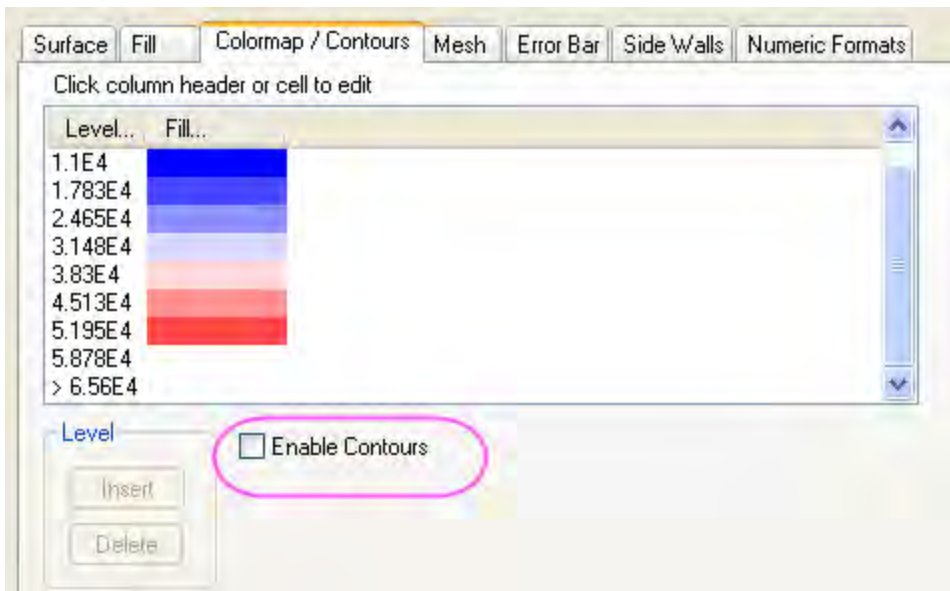 Surface Fill Colormap / Contours Mesh Error Bar Side Walls Numeric Formats
Click column header or cell to edit
Level... Fill...
1.1E4
1.783E4
2.465E4
3.148E4
3.83E4
4.513E4
5.195E4
5.878E4
> 6.56E4
Level
Enable Contours
Insert
Delete